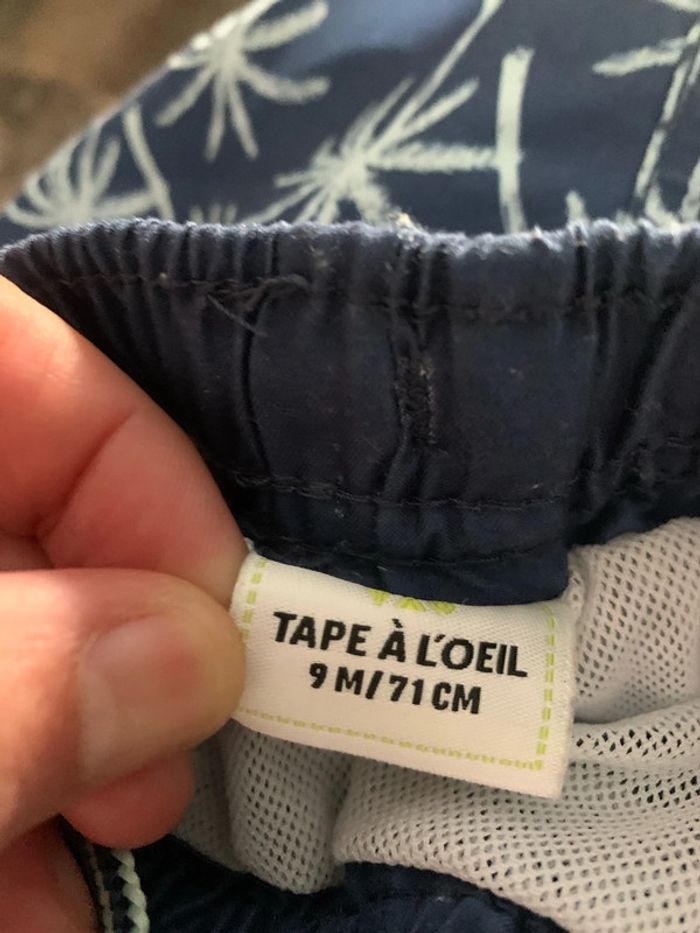 TAPE À L'OEIL
9 M/71 CM